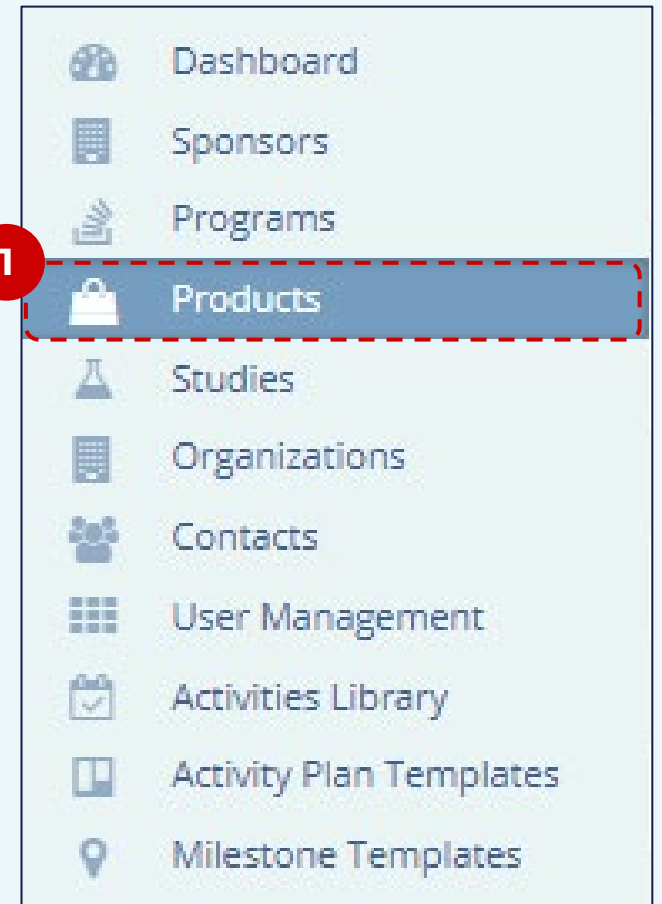 Dashboard
Sponsors
Programs
1
Products
Studies
Organizations
Contacts
User Management
Activities Library
Activity Plan Templates
Milestone Templates